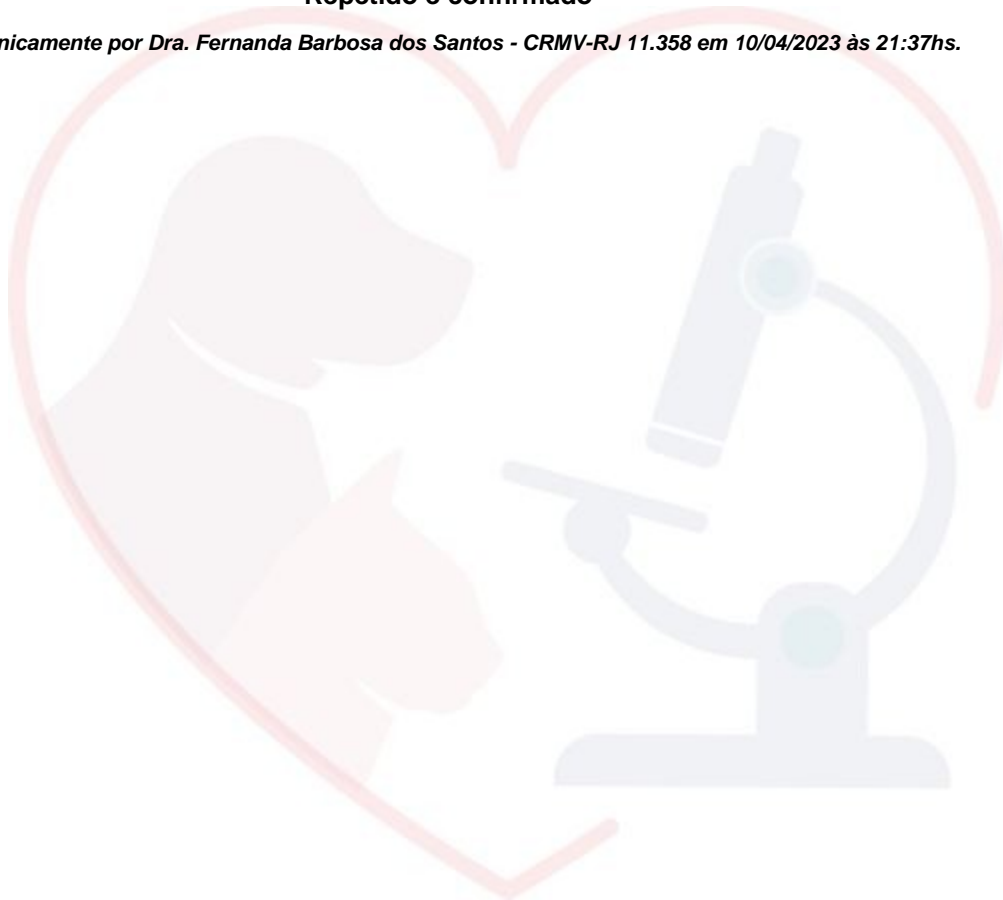 Repetido e confirmado
nicamente por Dra. Fernanda Barbosa dos Santos - CRMV-RJ 11.358 em 10/04/2023 às 21:37hs.